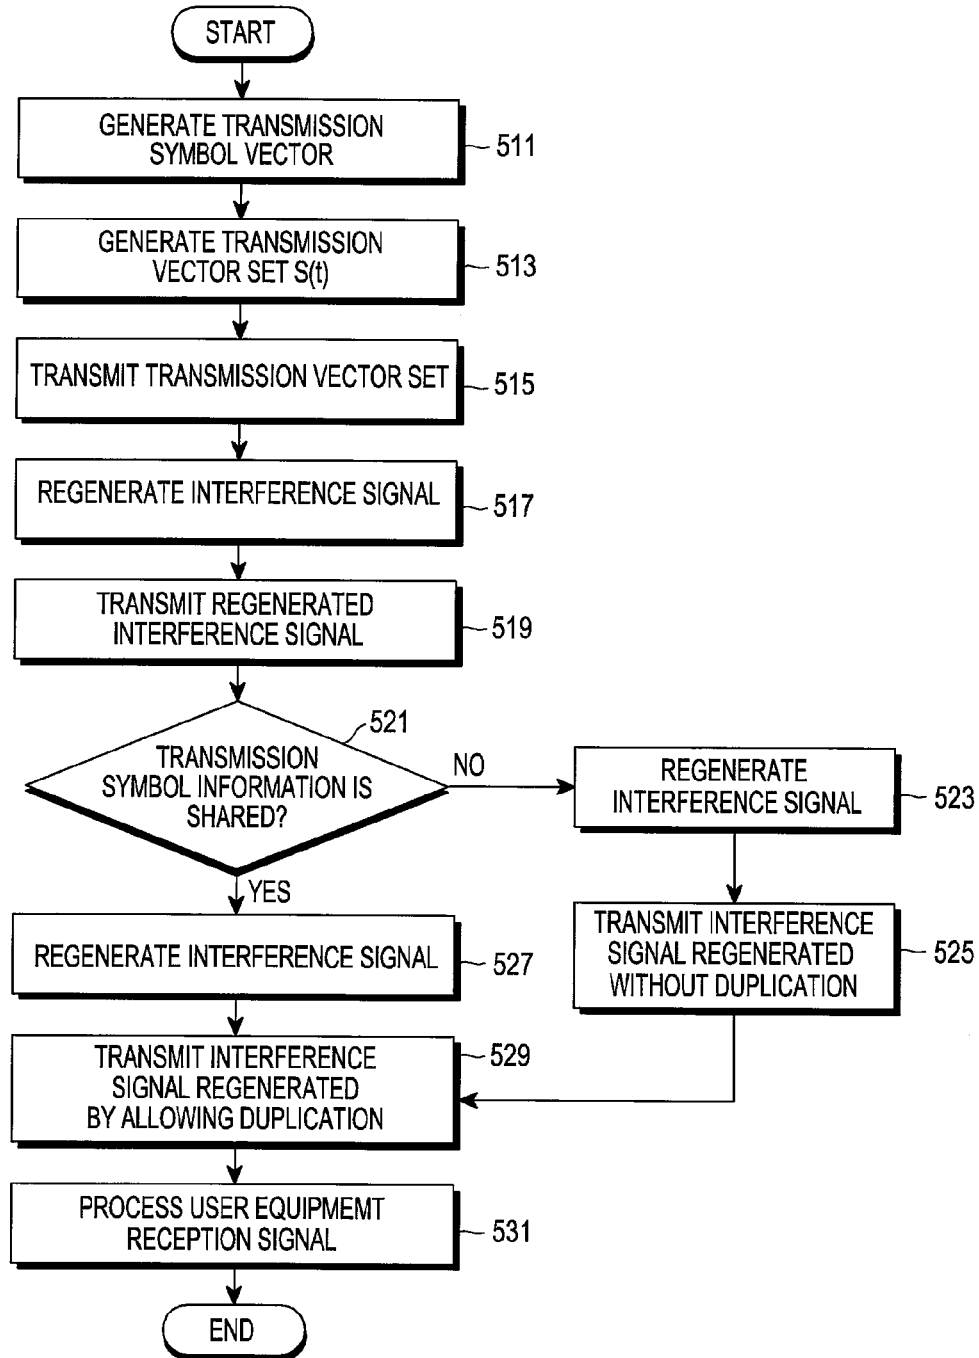 START
GENERATE TRANSMISSION
SYMBOL VECTOR
511
GENERATE TRANSMISSION
VECTOR SET S(t)
513
TRANSMIT TRANSMISSION VECTOR SET
515
REGENERATE INTERFERENCE SIGNAL
517
TRANSMIT REGENERATED
INTERFERENCE SIGNAL
519
521
TRANSMISSION
SYMBOL INFORMATION IS
SHARED?
NO
REGENERATE
INTERFERENCE SIGNAL
523
TRANSMIT INTERFERENCE
SIGNAL REGENERATED
WITHOUT DUPLICATION
525
YES
REGENERATE INTERFERENCE SIGNAL
527
TRANSMIT INTERFERENCE
SIGNAL REGENERATED
BY ALLOWING DUPLICATION
529
PROCESS USER EQUIPMEMT
RECEPTION SIGNAL
531
END